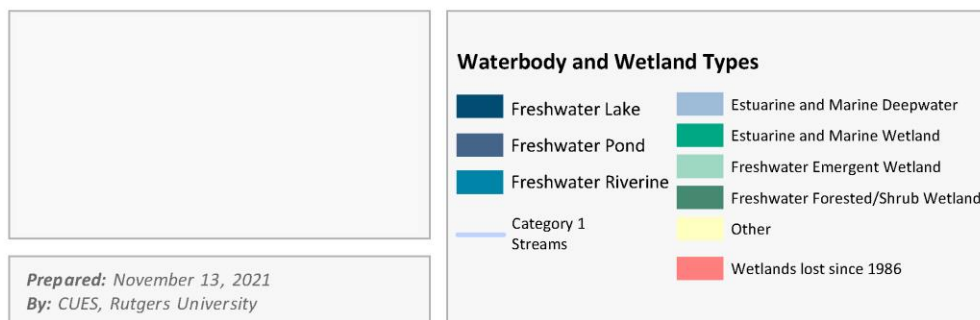 Waterbody and Wetland Types
Freshwater Lake
Freshwater Pond
Freshwater Riverine
Category 1
Streams
Estuarine and Marine Deepwater
Estuarine and Marine Wetland
Freshwater Emergent Wetland
Freshwater Forested/Shrub Wetland
Other
Wetlands lost since 1986
Prepared: November 13, 2021
By: CUES, Rutgers University